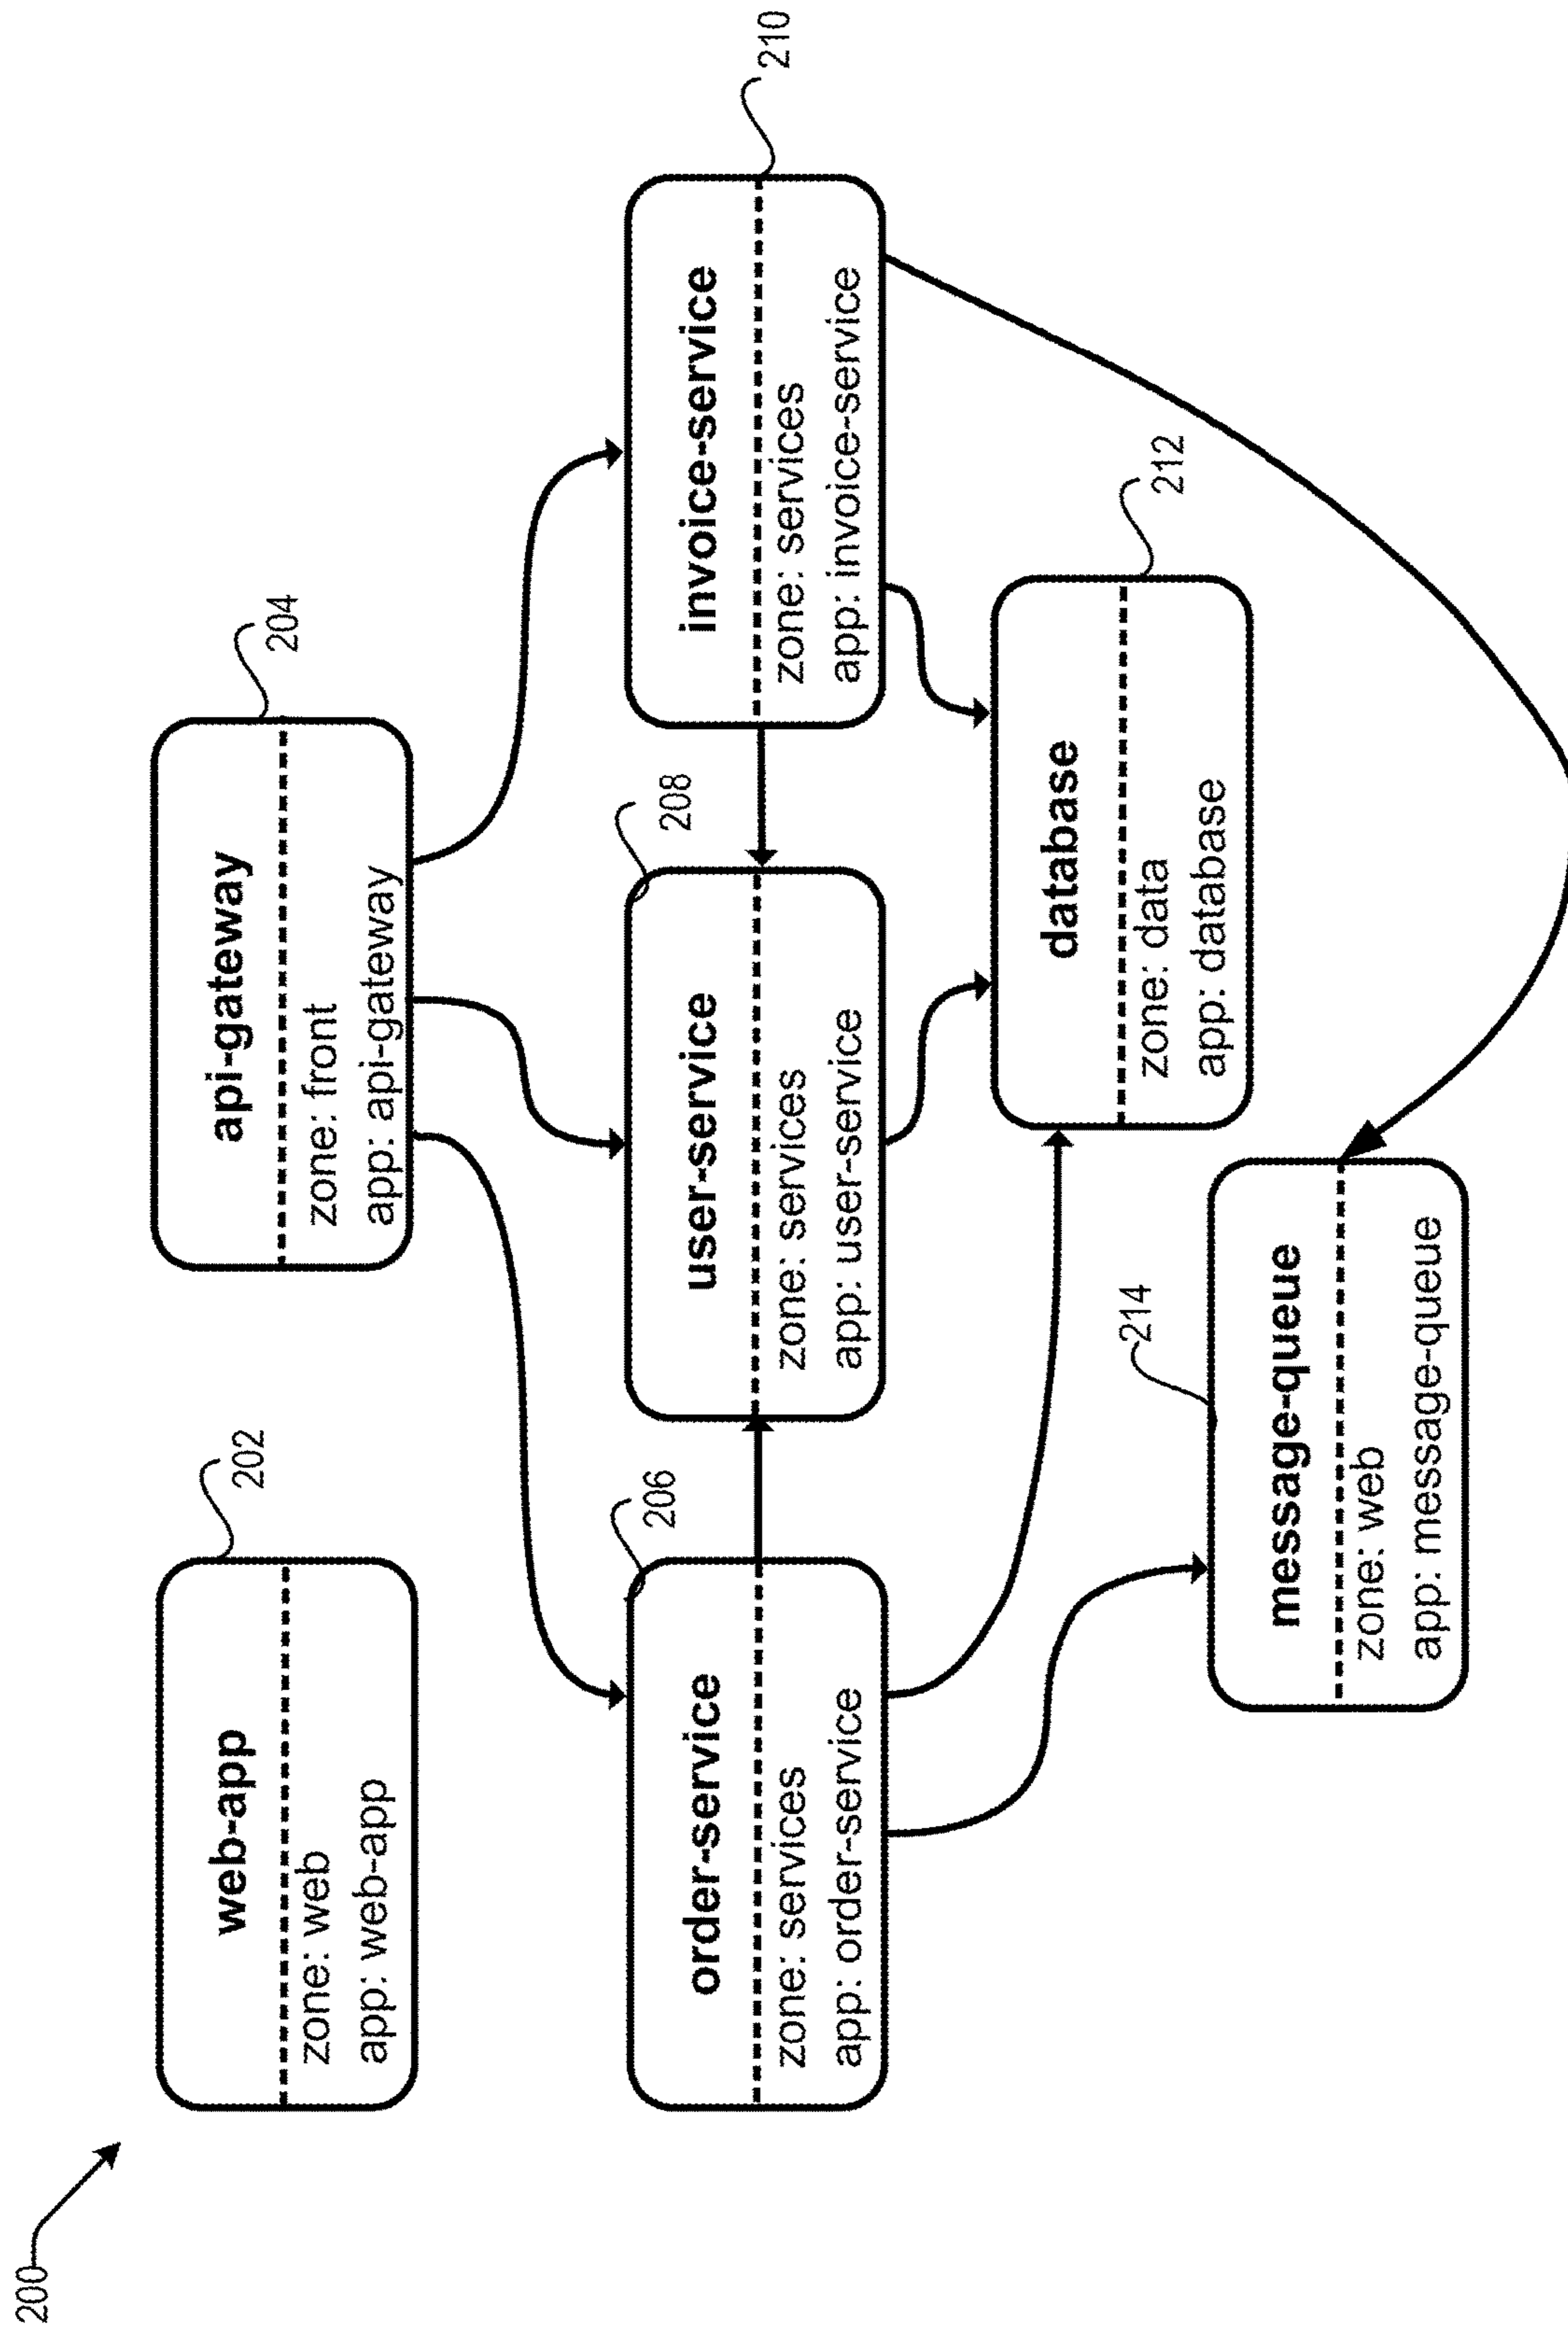 200
web-app
zone: web
app: web-app
202
api-gateway
zone: front
app: api-gateway
204
order-service
zone: services
app: order-service
206
user-service
zone: services
app: user-service
208
invoice-service
zone: services
app: invoice-service
210
database
zone: data
app: database
212
message-queue
zone: web
app: message-queue
214